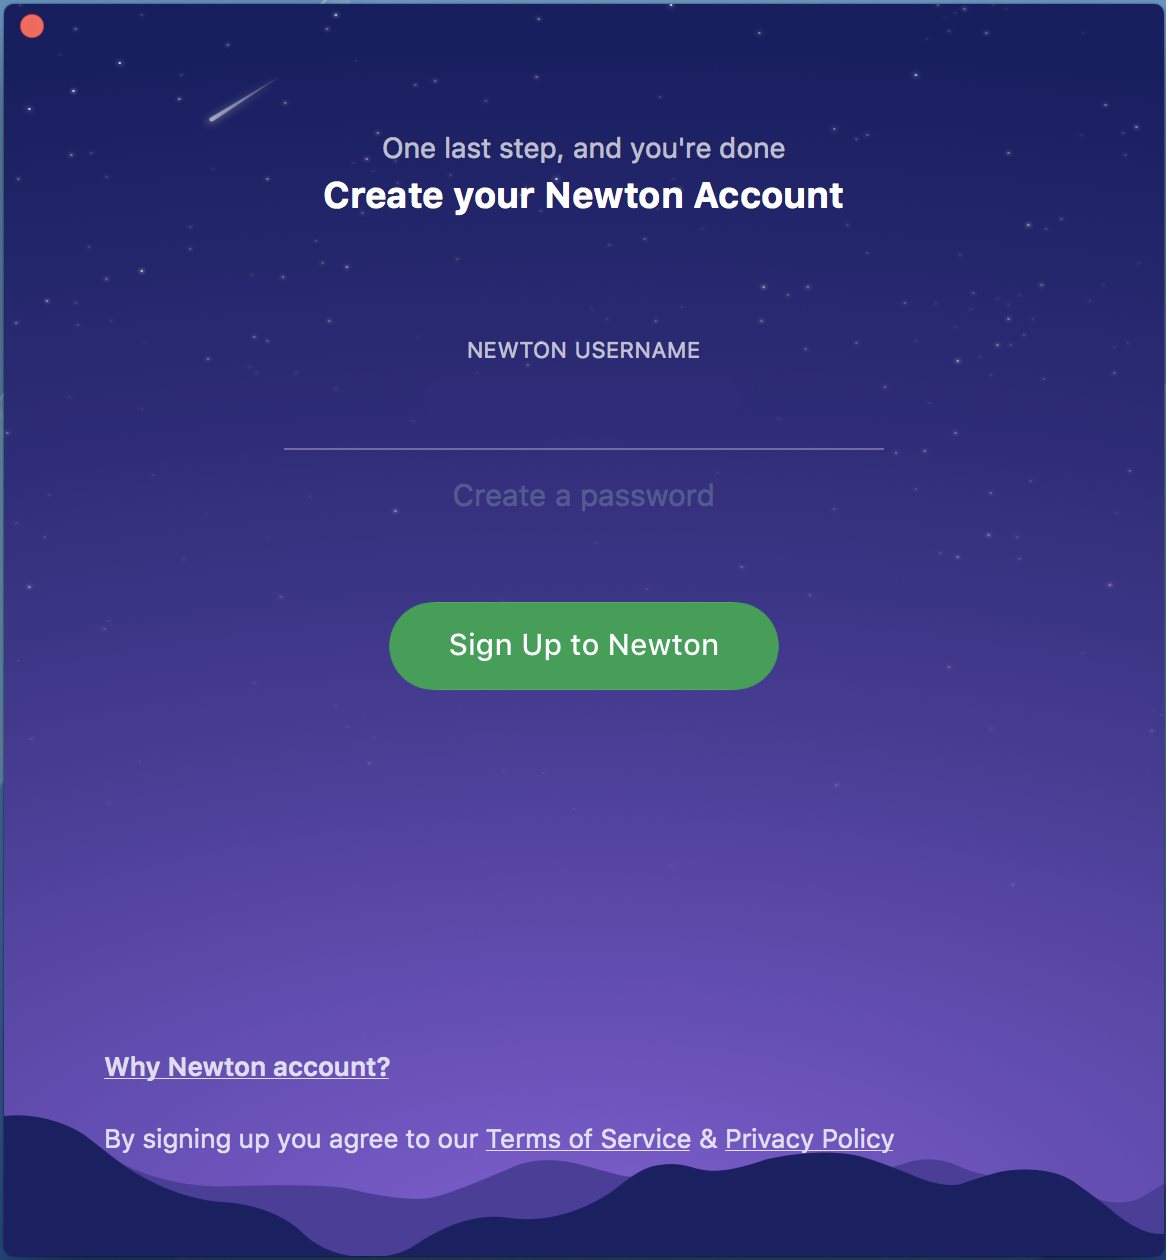 One last step, and you're done
Create your Newton Account
NEWTON USERNAME
Create a password
Sign Up to Newton
Why Newton account?
By signing up you agree to our Terms of Service & Privacy Policy